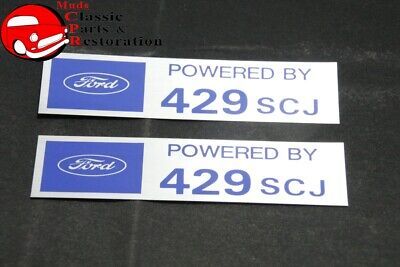 Muds
Classic
Parts &
Restoration
Ford
POWERED BY
429 SCJ
Ford
POWERED BY
429 SCJ